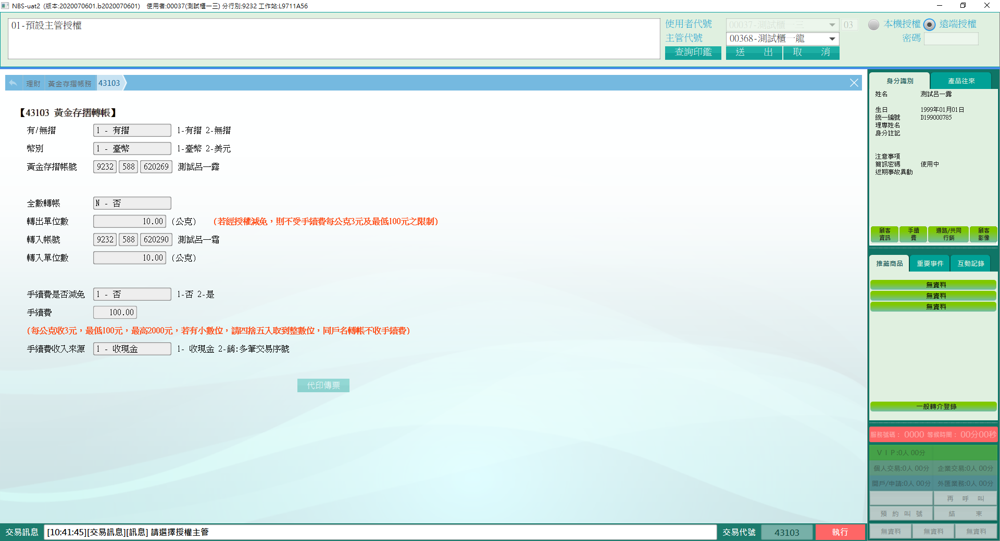 NBS-uat2 (版本:2020070601.b2020070601) 使用者:00037(測試櫃一三) 分行別:9232 工作站:L9711A56
01-預設主管授權
使用者代號 00037-測試櫃一三 03 本機授權 遠端授權
主管代號 00368-測試櫃一龍 密碼
查詢印鑑 送 出 取 消
理財 黃金存摺帳務 43103
【43103 黃金存摺轉帳】
有/無摺 1 - 有摺 1-有摺 2-無摺
幣別 1 - 臺幣 1-臺幣 2-美元
黃金存摺帳號 9232 588 620269 測試呂一露
全數轉帳 N - 否
轉出單位數 10.00 (公克) (若經授權減免，則不受手續費每公克3元及最低100元之限制)
轉入帳號 9232 588 620290 測試呂一霜
轉入單位數 10.00 (公克)
手續費是否減免 1 - 否 1-否 2-是
手續費 100.00
(每公克收3元，最低100元，最高2000元，若有小數位，請四捨五入取到整數位，同戶名轉帳不收手續費)
手續費收入來源 1 - 收現金 1- 收現金 2-銷:多筆交易序號
代印傳票
身分識別 產品往來
姓名 測試呂一露
生日 1999年01月01日
統一編號 D199000785
理專姓名
身分註記
注意事項
簡訊密碼 使用中
近期事故異動
顧客資訊 手續費 通路/共同行銷 顧客影像
推薦商品 重要事件 互動記錄
無資料
無資料
無資料
一般轉介登錄
服務號碼： 0000 等候時間： 00分00秒
ＶＩＰ:0人 00分
個人交易:0人 00分 企業交易:0人 00分
開戶/申請:0人 00分 外匯業務:0人 00分
再 呼 叫
預 約 叫 號 結 束
無資料 無資料 無資料
交易訊息 [10:41:45][交易訊息][訊息] 請選擇授權主管 交易代號 43103 執行